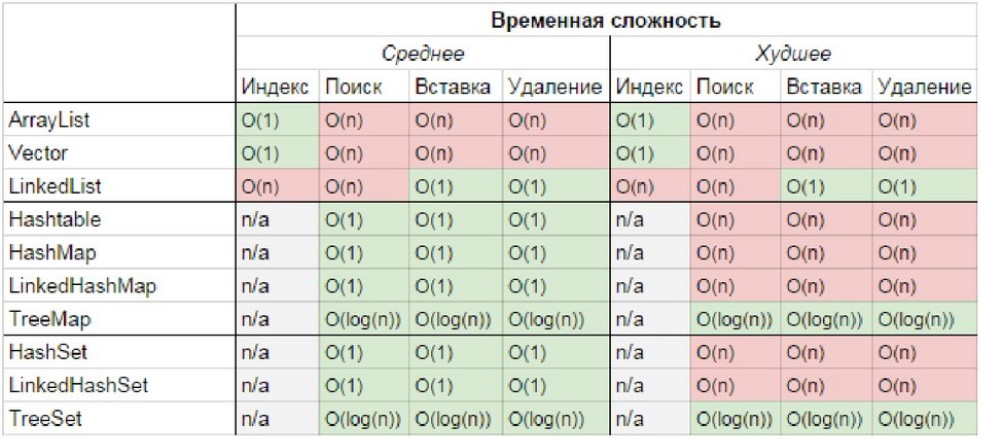 Временная сложность
Среднее Худшее
Индекс Поиск Вставка Удаление Индекс Поиск Вставка Удаление
ArrayList O(1) O(n) O(n) O(n) O(1) O(n) O(n) O(n)
Vector O(1) O(n) O(n) O(n) O(1) O(n) O(n) O(n)
LinkedList O(n) O(n) O(1) O(1) O(n) O(n) O(1) O(1)
Hashtable n/a O(1) O(1) O(1) n/a O(n) O(n) O(n)
HashMap n/a O(1) O(1) O(1) n/a O(n) O(n) O(n)
LinkedHashMap n/a O(1) O(1) O(1) n/a O(n) O(n) O(n)
TreeMap n/a O(log(n)) O(log(n)) O(log(n)) n/a O(log(n)) O(log(n)) O(log(n))
HashSet n/a O(1) O(1) O(1) n/a O(n) O(n) O(n)
LinkedHashSet n/a O(1) O(1) O(1) n/a O(n) O(n) O(n)
TreeSet n/a O(log(n)) O(log(n)) O(log(n)) n/a O(log(n)) O(log(n)) O(log(n))